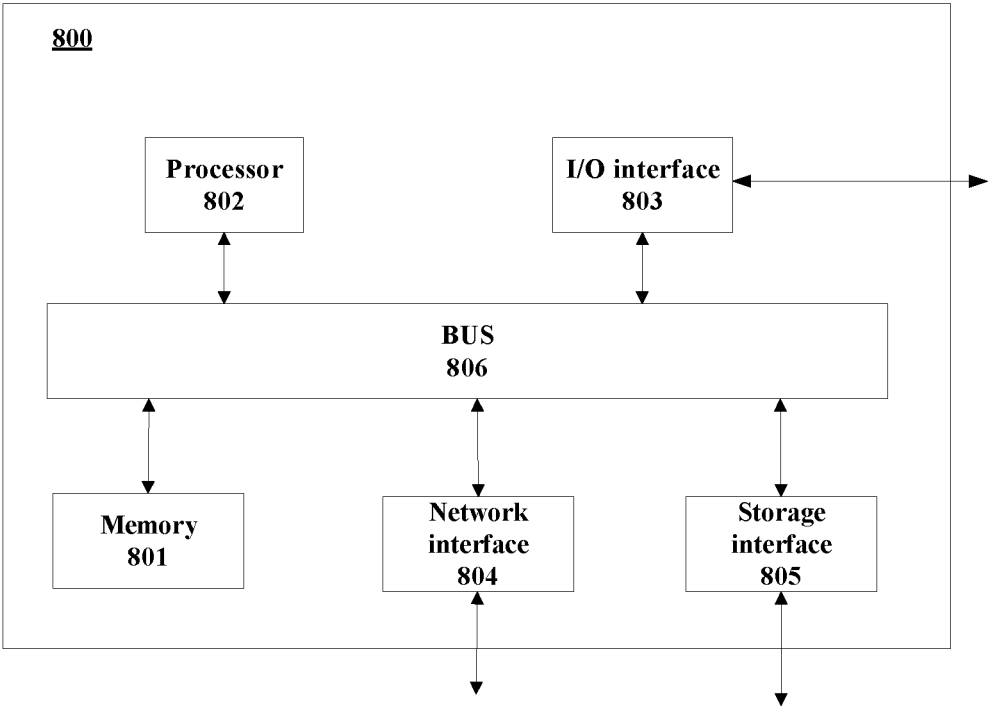 800
Processor
802
I/O interface
803
BUS
806
Memory
801
Network
interface
804
Storage
interface
805